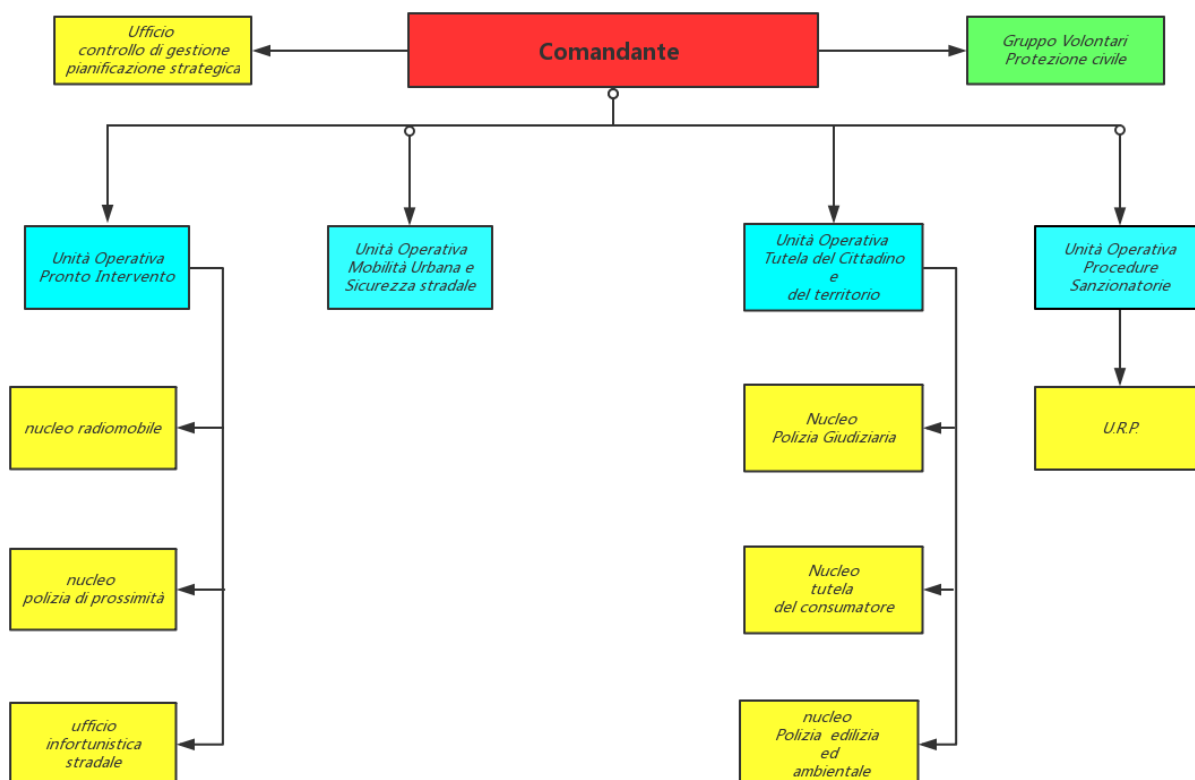 Ufficio
controllo di gestione
pianificazione strategica
Comandante
Gruppo Volontari
Protezione civile
Unità Operativa
Pronto Intervento
Unità Operativa
Mobilità Urbana e
Sicurezza stradale
Unità Operativa
Tutela del Cittadino
e
del territorio
Unità Operativa
Procedure
Sanzionatorie
nucleo radiomobile
Nucleo
Polizia Giudiziaria
U.R.P.
nucleo
polizia di prossimità
Nucleo
tutela
del consumatore
ufficio
infortunistica
stradale
nucleo
Polizia edilizia
ed
ambientale